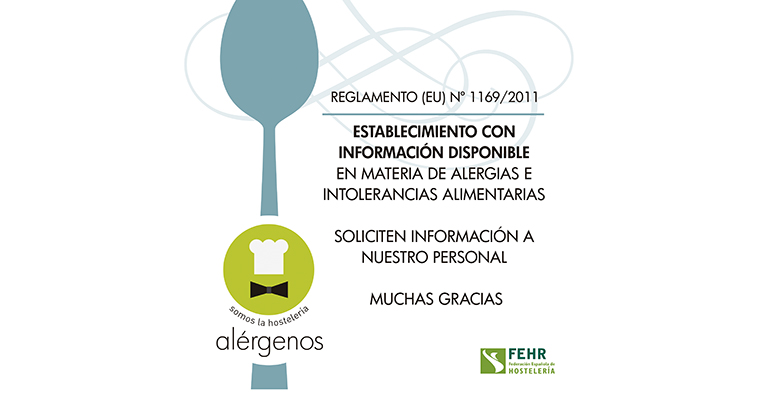 REGLAMENTO (EU) Nº 1169/2011
ESTABLECIMIENTO CON
INFORMACIÓN DISPONIBLE
EN MATERIA DE ALERGIAS E
INTOLERANCIAS ALIMENTARIAS
SOLICITEN INFORMACIÓN A
NUESTRO PERSONAL
MUCHAS GRACIAS
somos la hostelería
alérgenos
FEHR
Federación Española de
HOSTELERÍA